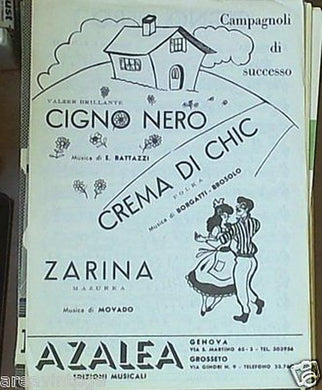 Campagnoli
di
successo
VALZER BRILLANTE
CIGNO NERO
Musica di E. BATTAZZI
CREMA DI CHIC
POLKA
Musica di BORGATTI - BROSOLO
ZARINA
MAZURKA
Musica di MOVADO
AZALEA
EDIZIONI MUSICALI
GENOVA
VIA S. MARTINO 65 - 2 - TEL. 303956
GROSSETO
VIA GINORI N. 9 - TELEFONO